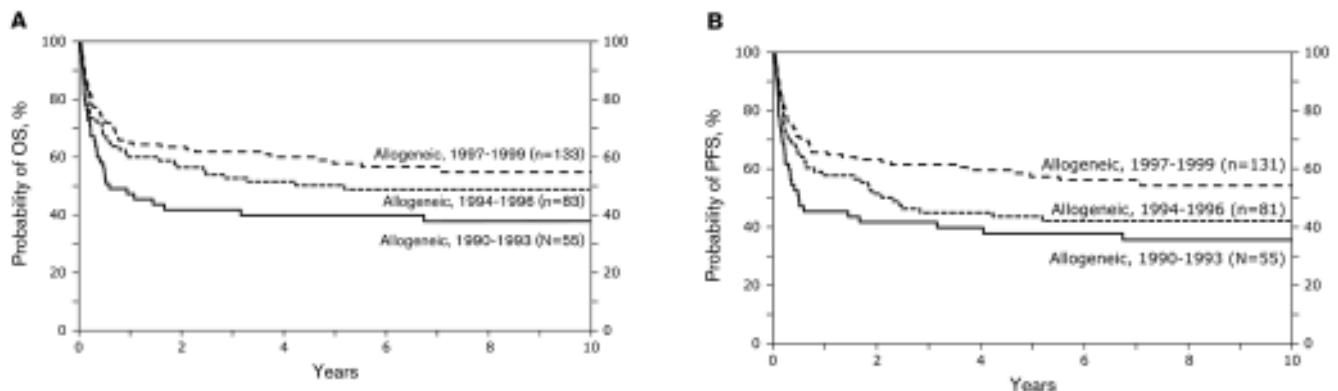 A
Probability of OS, %
100
80
60
40
20
0
100
80
60
40
20
0
Allogeneic, 1997-1999 (n=133)
Allogeneic, 1994-1996 (n=83)
Allogeneic, 1990-1993 (N=55)
0 2 4 6 8 10
Years
B
Probability of PFS, %
100
80
60
40
20
0
100
80
60
40
20
0
Allogeneic, 1997-1999 (n=131)
Allogeneic, 1994-1996 (n=81)
Allogeneic, 1990-1993 (N=55)
0 2 4 6 8 10
Years